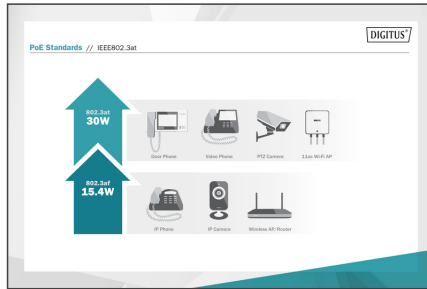 DIGITUS®
PoE Standards // IEEE802.3at
802.3at
30W
Door Phone Video Phone PTZ Camera 11ac Wi-Fi AP
802.3af
15.4W
IP Phone IP Camera Wireless AP/Router